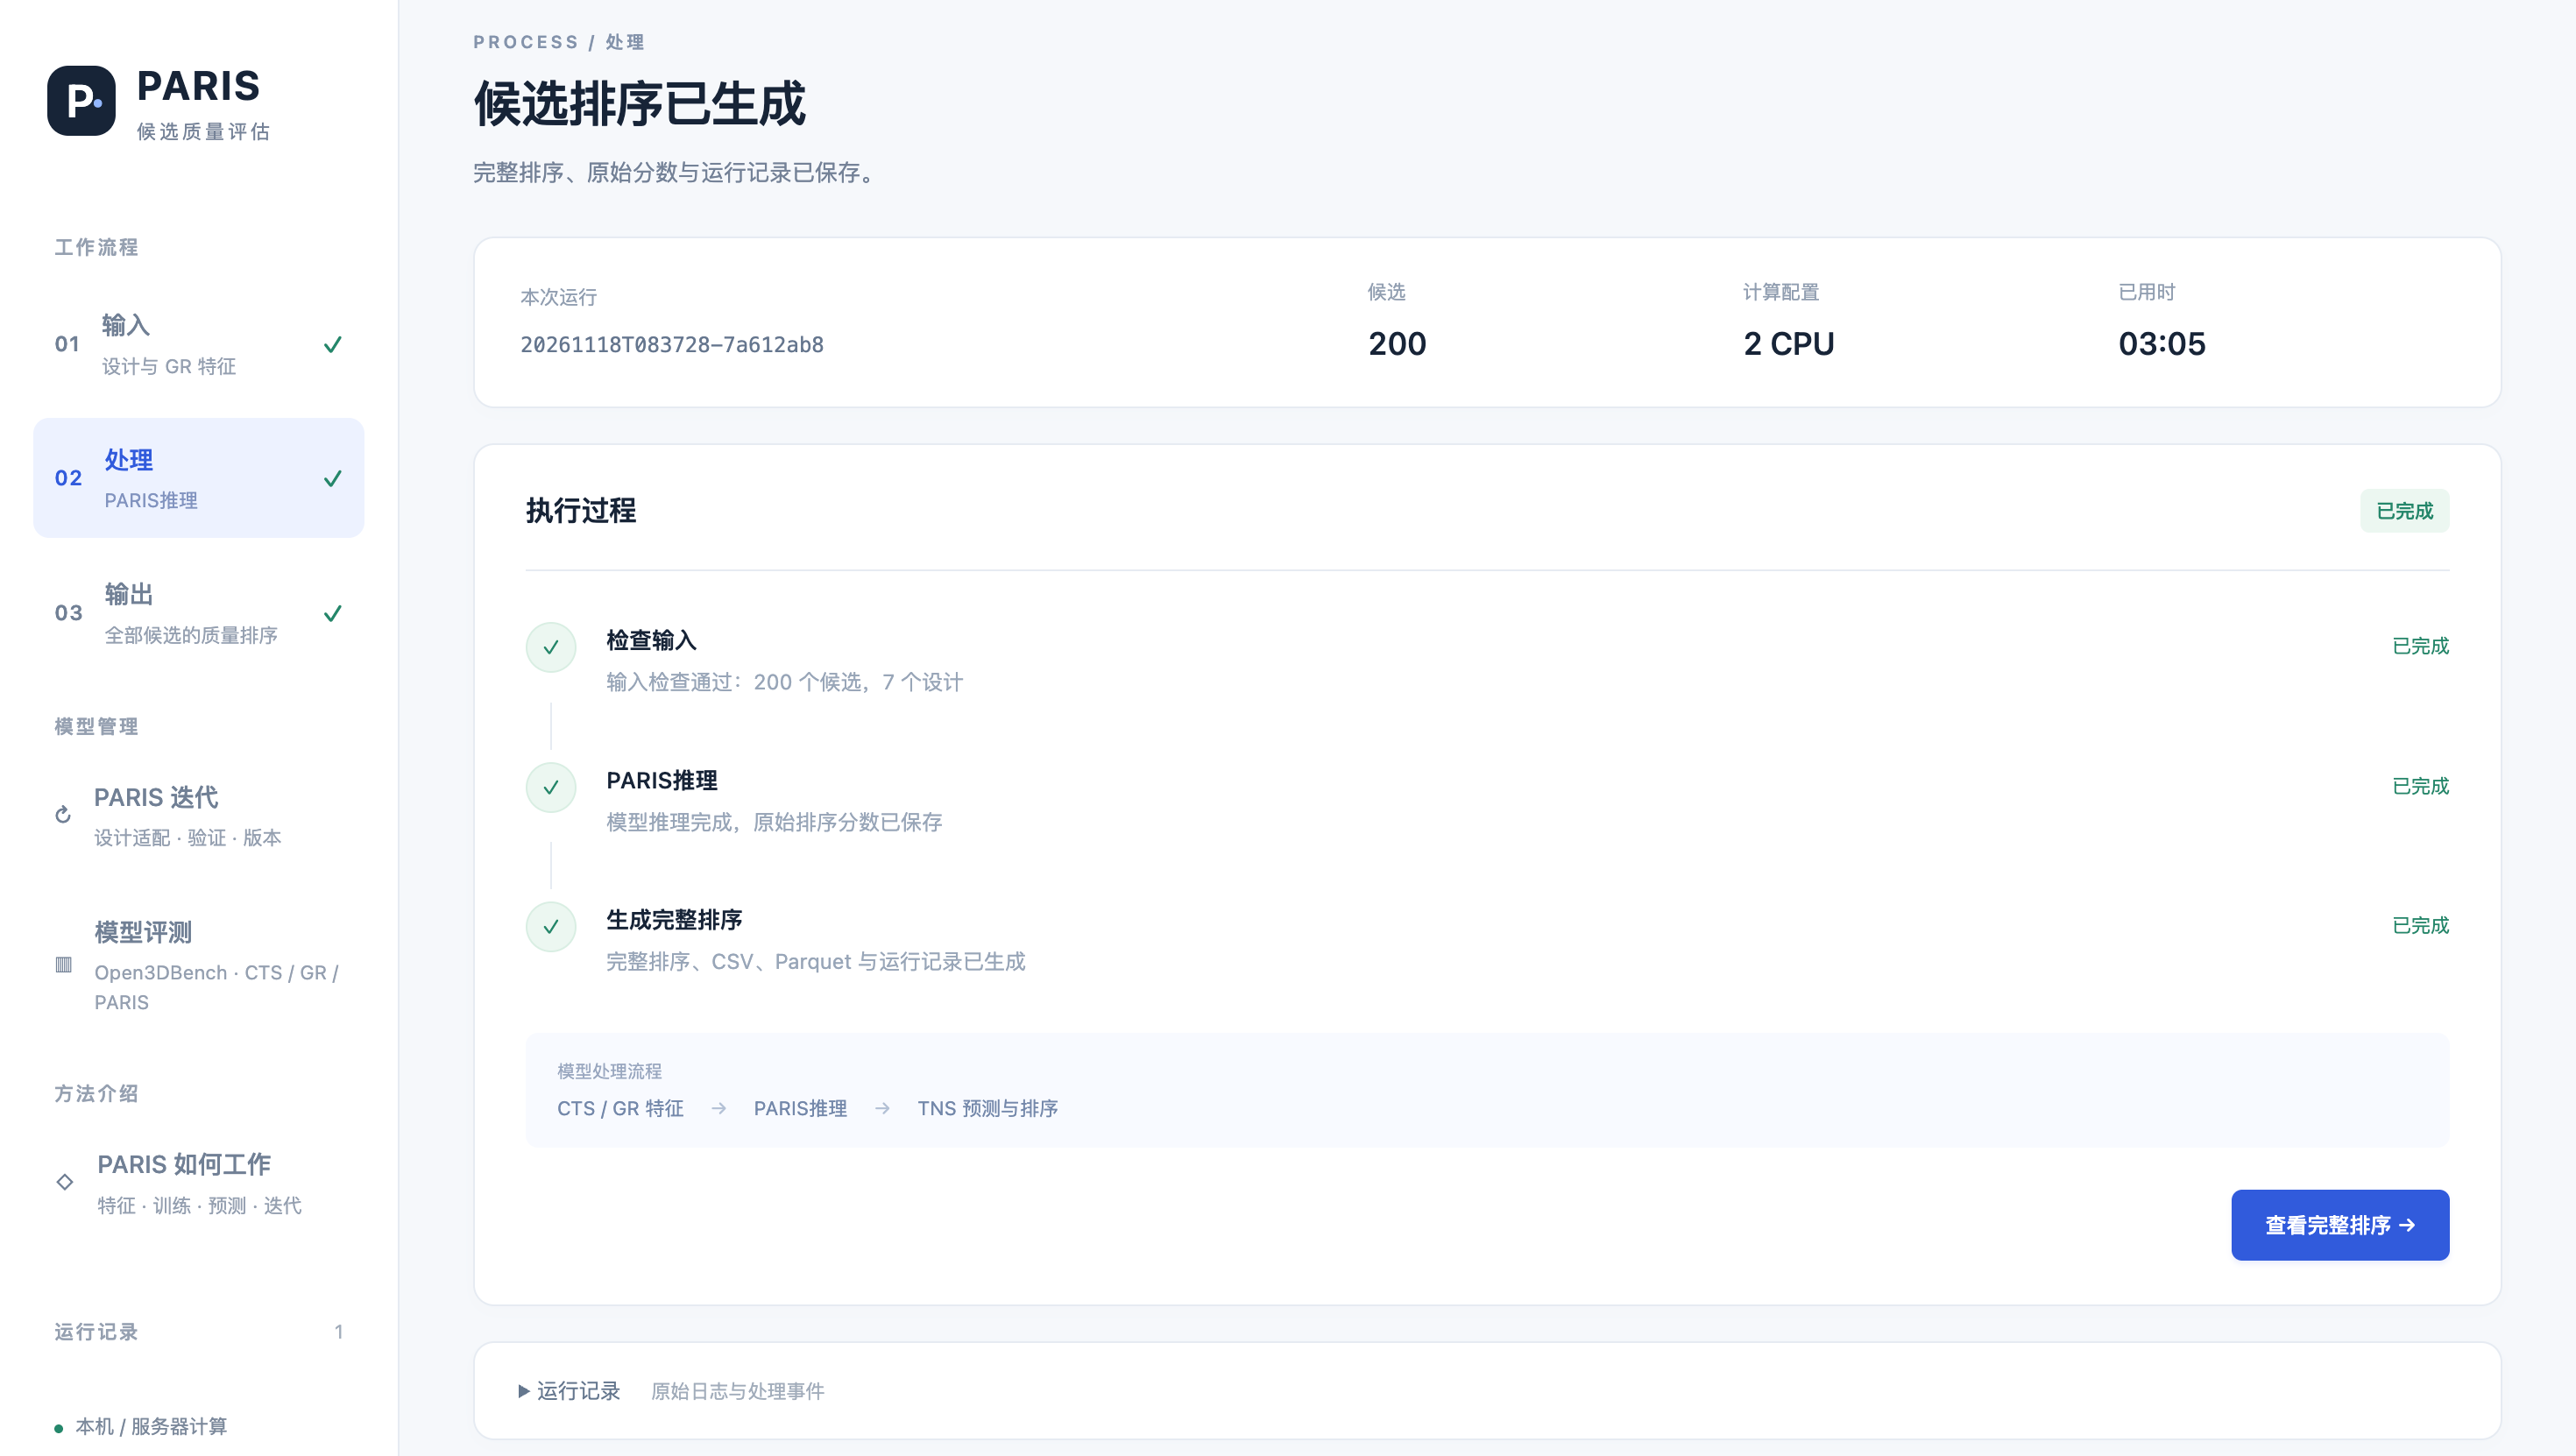 P
PARIS
候选质量评估
工作流程
01
输入
设计与 GR 特征
02
处理
PARIS推理
03
输出
全部候选的质量排序
模型管理
PARIS 迭代
设计适配 · 验证 · 版本
模型评测
Open3DBench · CTS / GR /
PARIS
方法介绍
PARIS 如何工作
特征 · 训练 · 预测 · 迭代
运行记录 1
本机 / 服务器计算
PROCESS / 处理
候选排序已生成
完整排序、原始分数与运行记录已保存。
本次运行
20261118T083728-7a612ab8
候选
200
计算配置
2 CPU
已用时
03:05
执行过程
已完成
检查输入
输入检查通过：200 个候选，7 个设计
已完成
PARIS推理
模型推理完成，原始排序分数已保存
已完成
生成完整排序
完整排序、CSV、Parquet 与运行记录已生成
已完成
模型处理流程
CTS / GR 特征 → PARIS推理 → TNS 预测与排序
查看完整排序 →
运行记录 原始日志与处理事件